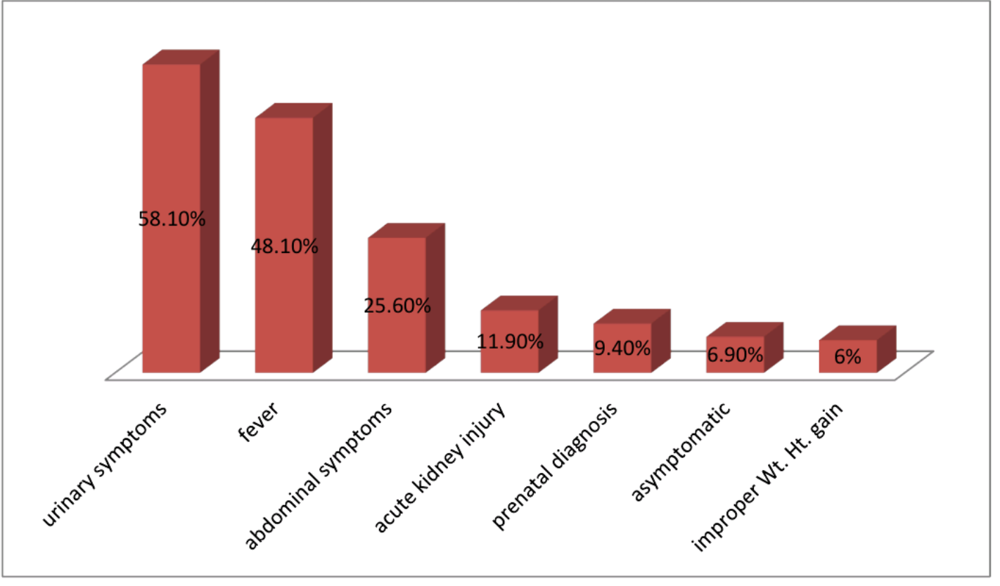 58.10%
48.10%
25.60%
11.90%
9.40%
6.90%
6%
urinary symptoms
fever
abdominal symptoms
acute kidney injury
prenatal diagnosis
asymptomatic
improper Wt. Ht. gain